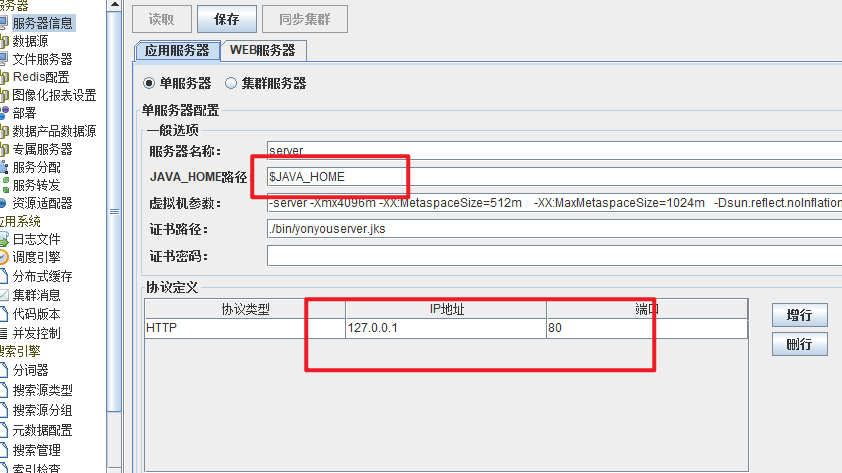 服务器
服务器信息
数据源
文件服务器
Redis配置
图像化报表设置
部署
数据产品数据源
专属服务器
服务分配
服务转发
资源适配器
应用系统
日志文件
调度引擎
分布式缓存
集群消息
代码版本
并发控制
搜索引擎
分词器
搜索源类型
搜索源分组
元数据配置
搜索管理
索引检查
读取 保存 同步集群
应用服务器 WEB服务器
单服务器 集群服务器
单服务器配置
一般选项
服务器名称: server
JAVA_HOME路径: $JAVA_HOME
虚拟机参数: -server -Xmx4096m -XX:MetaspaceSize=512m -XX:MaxMetaspaceSize=1024m -Dsun.reflect.noInflation
证书路径: ./bin/yonyouserver.jks
证书密码:
协议定义
协议类型 IP地址 端口
HTTP 127.0.0.1 80
增行
删行